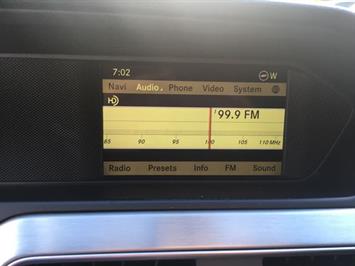 7:02 W
Navi Audio Phone Video System
HD
99.9 FM
85 90 95 100 105 110 MHz
Radio Presets Info FM Sound